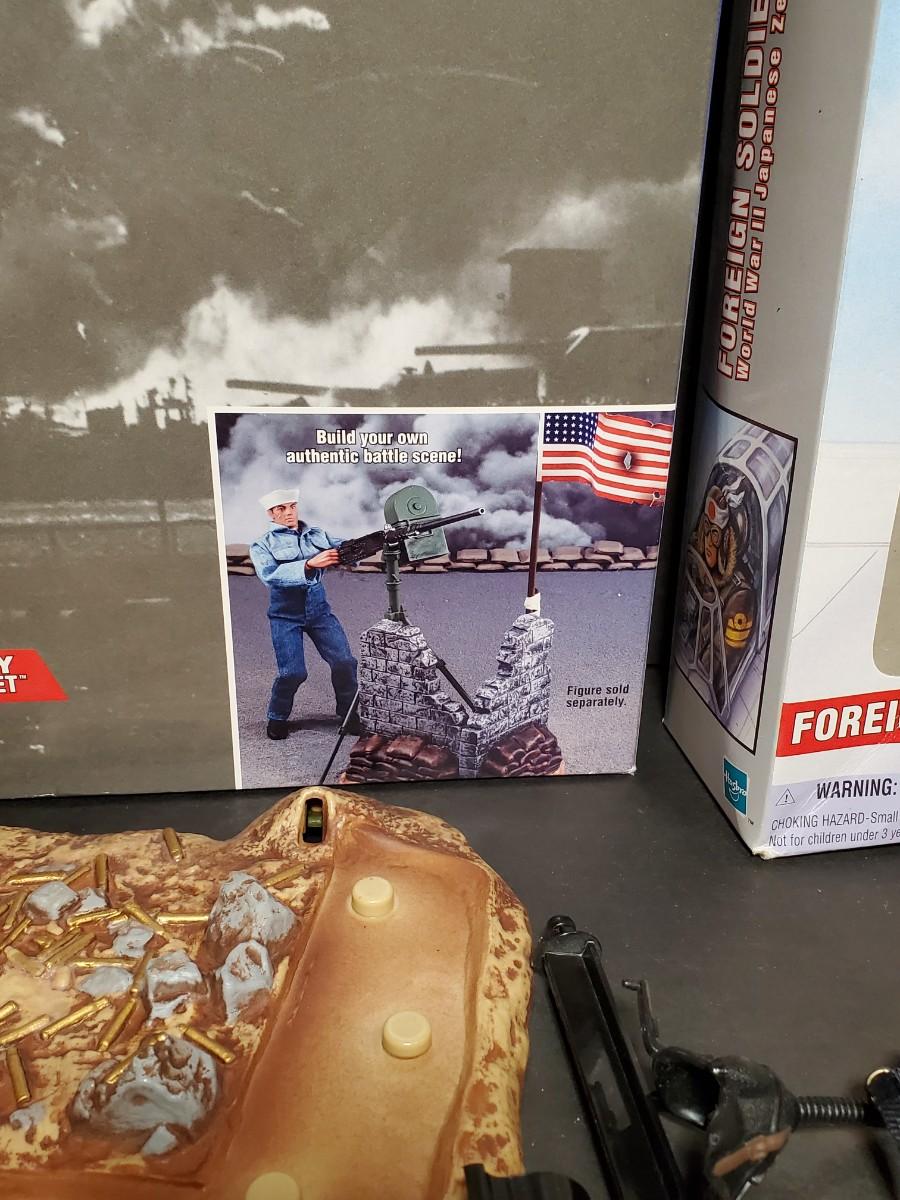 Build your own
authentic battle scene!
Figure sold
separately.
FOREIGN SOLDIE
World War II Japanese Ze
Y
ET™
FOREI
Hasbro
WARNING:
CHOKING HAZARD-Small
Not for children under 3 ye